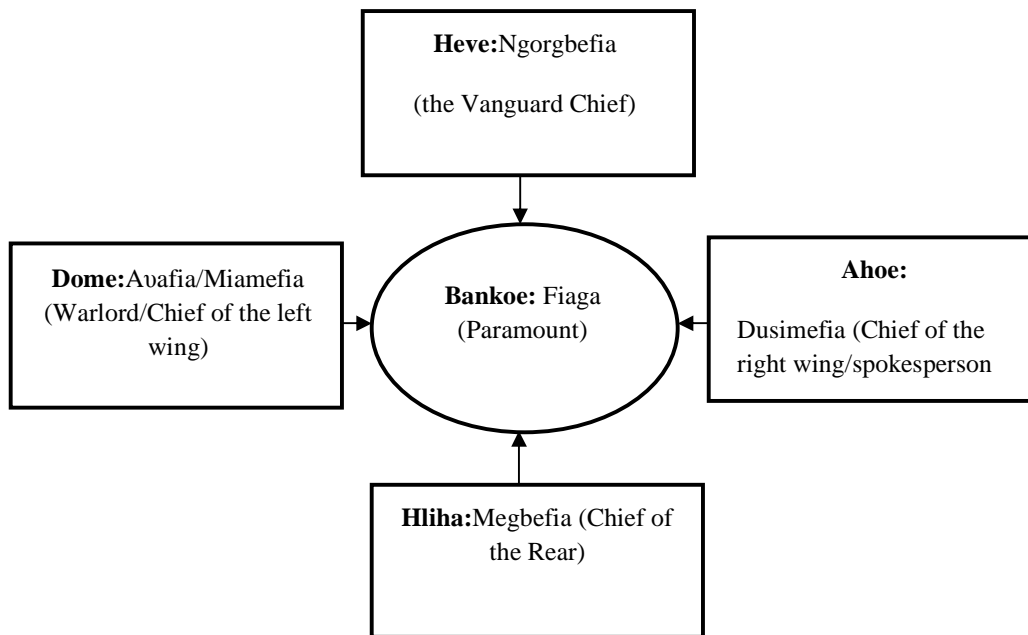 Heve:Ngorgbefia
(the Vanguard Chief)
Dome:Aʋafia/Miamefia
(Warlord/Chief of the left
wing)
Bankoe: Fiaga
(Paramount)
Ahoe:
Dusimefia (Chief of the
right wing/spokesperson
Hliha:Megbefia (Chief of
the Rear)